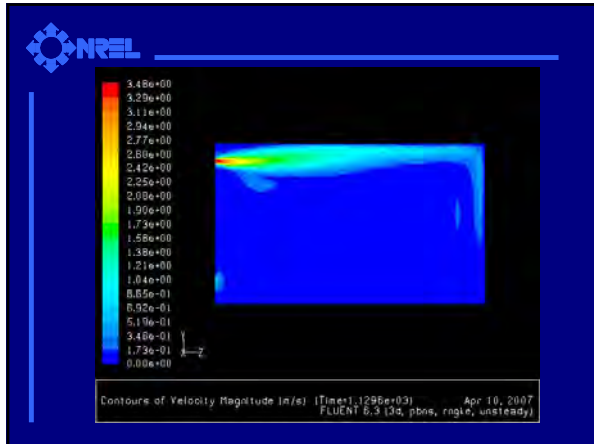 NREL
3.46e+00
3.29e+00
3.11e+00
2.94e+00
2.77e+00
2.60e+00
2.42e+00
2.25e+00
2.08e+00
1.90e+00
1.73e+00
1.56e+00
1.38e+00
1.21e+00
1.04e+00
8.65e-01
6.92e-01
5.19e-01
3.46e-01
1.73e-01
0.00e+00
Y
X Z
Contours of Velocity Magnitude (m/s) (Time=1.1296e+03) Apr 10, 2007
FLUENT 6.3 (3d, pbns, rngke, unsteady)